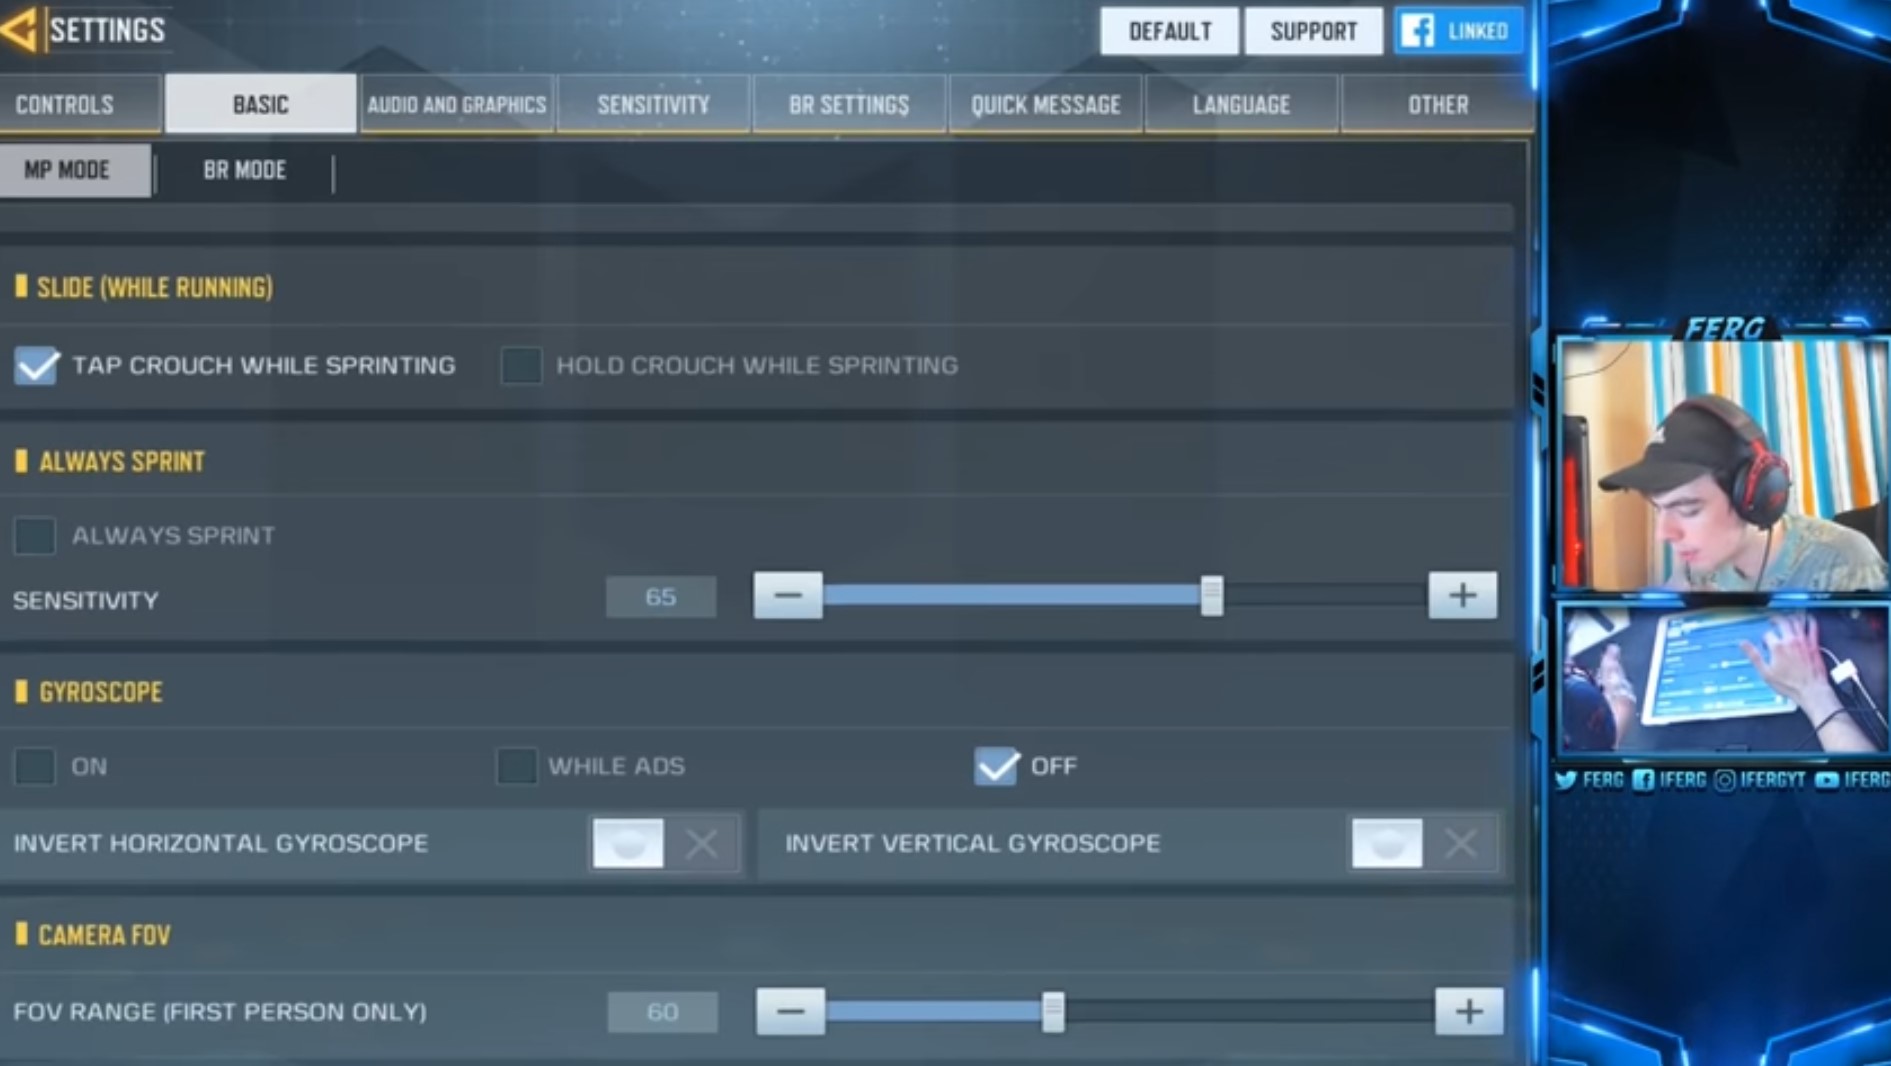 SETTINGS
DEFAULT SUPPORT LINKED
CONTROLS BASIC AUDIO AND GRAPHICS SENSITIVITY BR SETTINGS QUICK MESSAGE LANGUAGE OTHER
MP MODE BR MODE
SLIDE (WHILE RUNNING)
FERG
TAP CROUCH WHILE SPRINTING HOLD CROUCH WHILE SPRINTING
ALWAYS SPRINT
ALWAYS SPRINT
SENSITIVITY 65
GYROSCOPE
ON WHILE ADS OFF
FERG IFERG IFERGYT IFERG
INVERT HORIZONTAL GYROSCOPE INVERT VERTICAL GYROSCOPE
CAMERA FOV
FOV RANGE (FIRST PERSON ONLY) 60